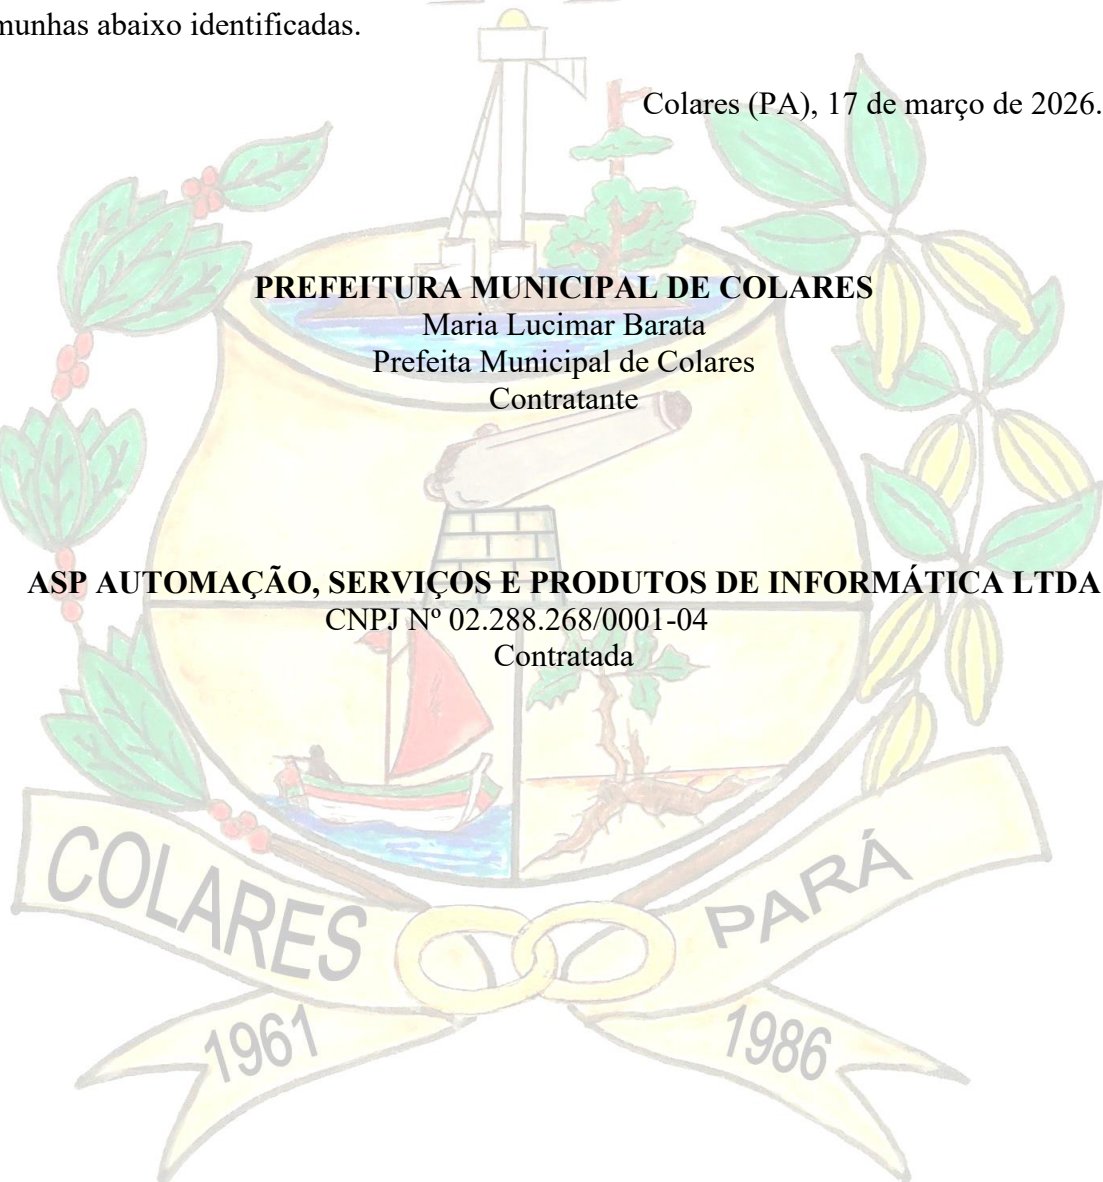 munhas abaixo identificadas.
Colares (PA), 17 de março de 2026.
PREFEITURA MUNICIPAL DE COLARES
Maria Lucimar Barata
Prefeita Municipal de Colares
Contratante
ASP AUTOMAÇÃO, SERVIÇOS E PRODUTOS DE INFORMÁTICA LTDA
CNPJ Nº 02.288.268/0001-04
Contratada
COLARES PARÁ
1961 1986